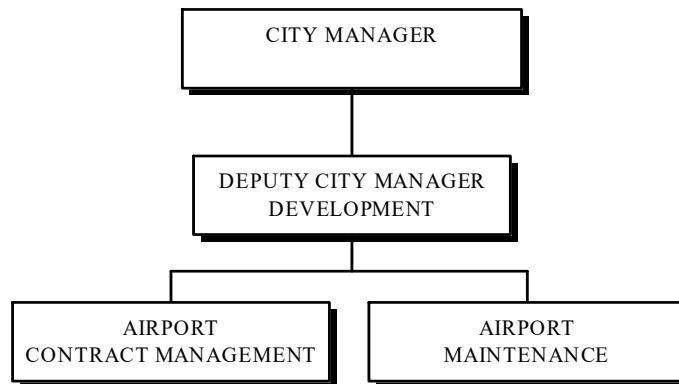 CITY MANAGER
DEPUTY CITY MANAGER
DEVELOPMENT
AIRPORT
CONTRACT MANAGEMENT
AIRPORT
MAINTENANCE